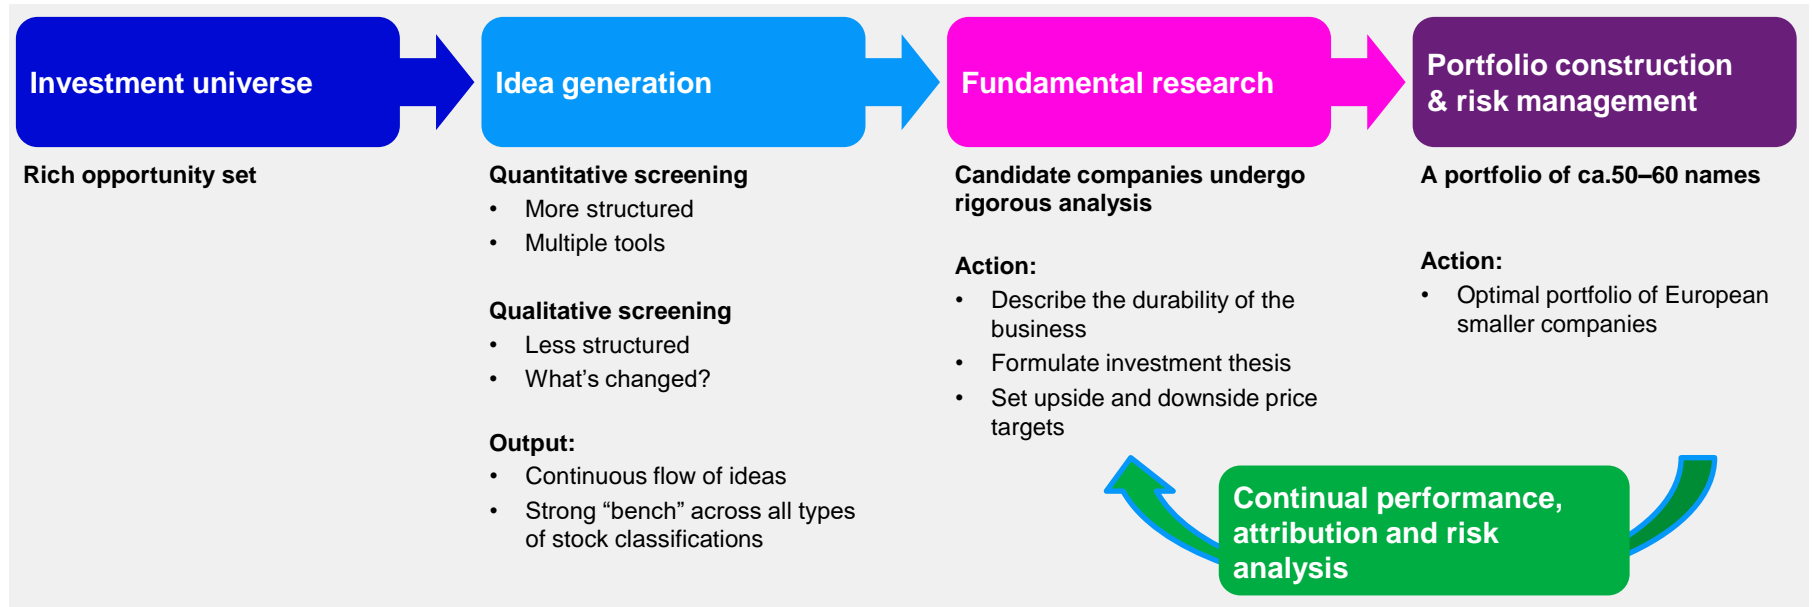 Investment universe
Rich opportunity set
Idea generation
Quantitative screening
• More structured
• Multiple tools
Qualitative screening
• Less structured
• What’s changed?
Output:
• Continuous flow of ideas
• Strong “bench” across all types
of stock classifications
Fundamental research
Candidate companies undergo
rigorous analysis
Action:
• Describe the durability of the
business
• Formulate investment thesis
• Set upside and downside price
targets
Portfolio construction
& risk management
A portfolio of ca.50–60 names
Action:
• Optimal portfolio of European
smaller companies
Continual performance,
attribution and risk
analysis